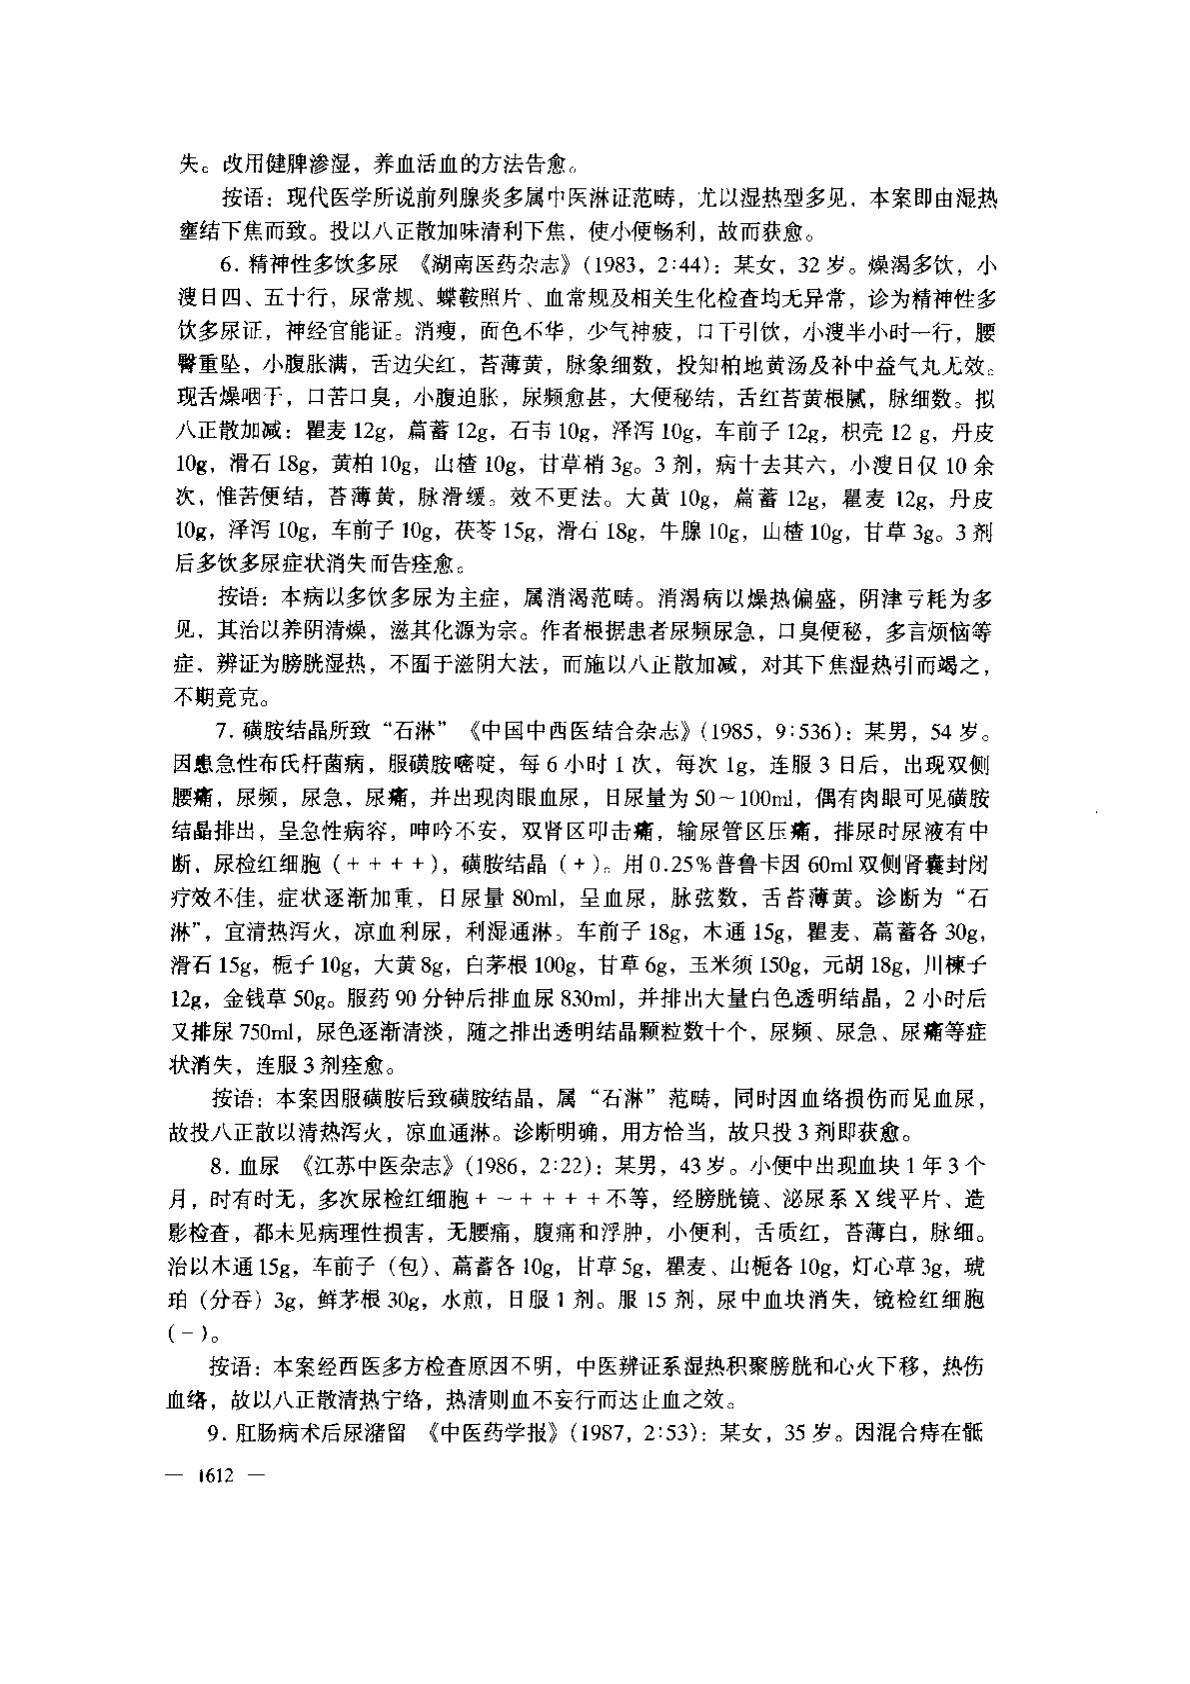 失。改用健脾渗湿，养血活血的方法告愈。
按语：现代医学所说前列腺炎多属中医淋证范畴，尤以湿热型多见，本案即由湿热
壅结下焦而致。投以八正散加味清利下焦，使小便畅利，故而获愈。
6. 精神性多饮多尿 《湖南医药杂志》(1983，2:44)：某女，32岁。燥渴多饮，小
溲日四、五十行，尿常规、蝶鞍照片、血常规及相关生化检查均无异常，诊为精神性多
饮多尿证，神经官能证。消瘦，面色不华，少气神疲，口干引饮，小溲半小时一行，腰
臀重坠，小腹胀满，舌边尖红，苔薄黄，脉象细数，投知柏地黄汤及补中益气丸无效。
现舌燥咽干，口苦口臭，小腹迫胀，尿频愈甚，大便秘结，舌红苔黄根腻，脉细数。拟
八正散加减：瞿麦12g，萹蓄12g，石韦10g，泽泻10g，车前子12g，枳壳12 g，丹皮
10g，滑石18g，黄柏10g，山楂10g，甘草梢3g。3剂，病十去其六，小溲日仅10余
次，惟苦便结，苔薄黄，脉滑缓。效不更法。大黄10g，萹蓄12g，瞿麦12g，丹皮
10g，泽泻10g，车前子10g，茯苓15g，滑石18g，牛膝10g，山楂10g，甘草3g。3剂
后多饮多尿症状消失而告痊愈。
按语：本病以多饮多尿为主症，属消渴范畴。消渴病以燥热偏盛，阴津亏耗为多
见，其治以养阴清燥，滋其化源为宗。作者根据患者尿频尿急，口臭便秘，多言烦恼等
症，辨证为膀胱湿热，不囿于滋阴大法，而施以八正散加减，对其下焦湿热引而竭之，
不期竟克。
7. 磺胺结晶所致“石淋” 《中国中西医结合杂志》(1985，9:536)：某男，54岁。
因患急性布氏杆菌病，服磺胺嘧啶，每6小时1次，每次1g，连服3日后，出现双侧
腰痛，尿频，尿急，尿痛，并出现肉眼血尿，日尿量为50～100ml，偶有肉眼可见磺胺
结晶排出，呈急性病容，呻吟不安，双肾区叩击痛，输尿管区压痛，排尿时尿液有中
断，尿检红细胞（＋＋＋＋），磺胺结晶（＋）。用0.25%普鲁卡因60ml双侧肾囊封闭
疗效不佳，症状逐渐加重，日尿量80ml，呈血尿，脉弦数，舌苔薄黄。诊断为“石
淋”，宜清热泻火，凉血利尿，利湿通淋。车前子18g，木通15g，瞿麦、萹蓄各30g，
滑石15g，栀子10g，大黄8g，白茅根100g，甘草6g，玉米须150g，元胡18g，川楝子
12g，金钱草50g。服药90分钟后排血尿830ml，并排出大量白色透明结晶，2小时后
又排尿750ml，尿色逐渐清淡，随之排出透明结晶颗粒数十个，尿频、尿急、尿痛等症
状消失，连服3剂痊愈。
按语：本案因服磺胺后致磺胺结晶，属“石淋”范畴，同时因血络损伤而见血尿，
故投八正散以清热泻火，凉血通淋。诊断明确，用方恰当，故只投3剂即获愈。
8. 血尿 《江苏中医杂志》(1986，2:22)：某男，43岁。小便中出现血块1年3个
月，时有时无，多次尿检红细胞＋～＋＋＋＋不等，经膀胱镜、泌尿系X线平片、造
影检查，都未见病理性损害，无腰痛，腹痛和浮肿，小便利，舌质红，苔薄白，脉细。
治以木通15g，车前子（包）、萹蓄各10g，甘草5g，瞿麦、山栀各10g，灯心草3g，琥
珀（分吞）3g，鲜茅根30g，水煎，日服1剂。服15剂，尿中血块消失，镜检红细胞
(－)。
按语：本案经西医多方检查原因不明，中医辨证系湿热积聚膀胱和心火下移，热伤
血络，故以八正散清热宁络，热清则血不妄行而达止血之效。
9. 肛肠病术后尿潴留 《中医药学报》(1987，2:53)：某女，35岁。因混合痔在骶
— 1612 —